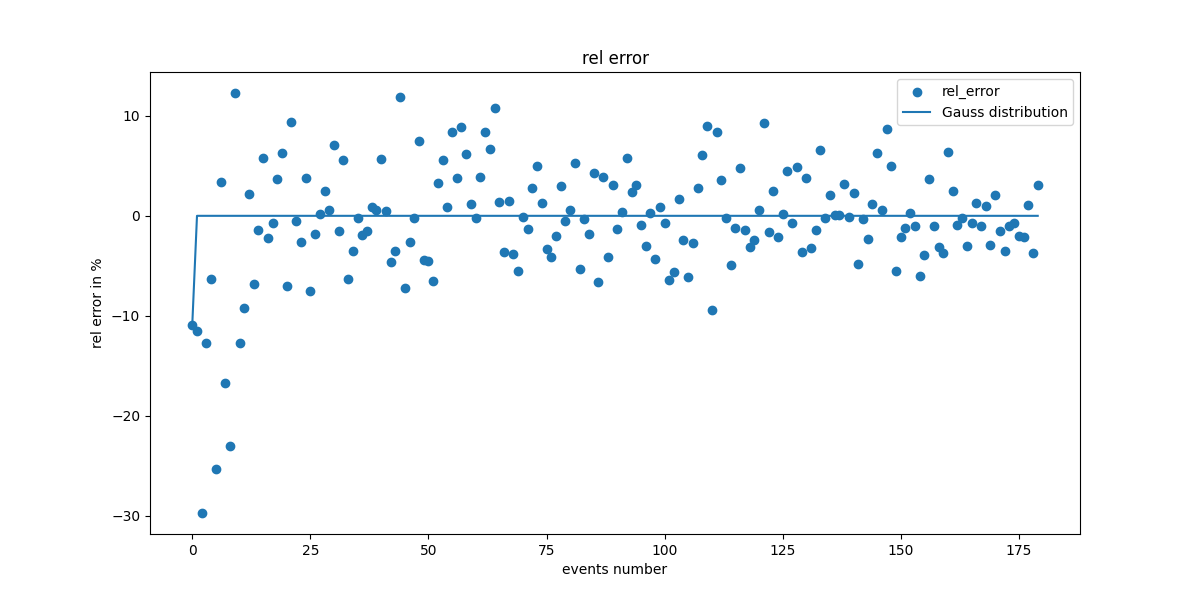 rel error
rel_error
Gauss distribution
rel error in %
10
0
−10
−20
−30
0 25 50 75 100 125 150 175
events number